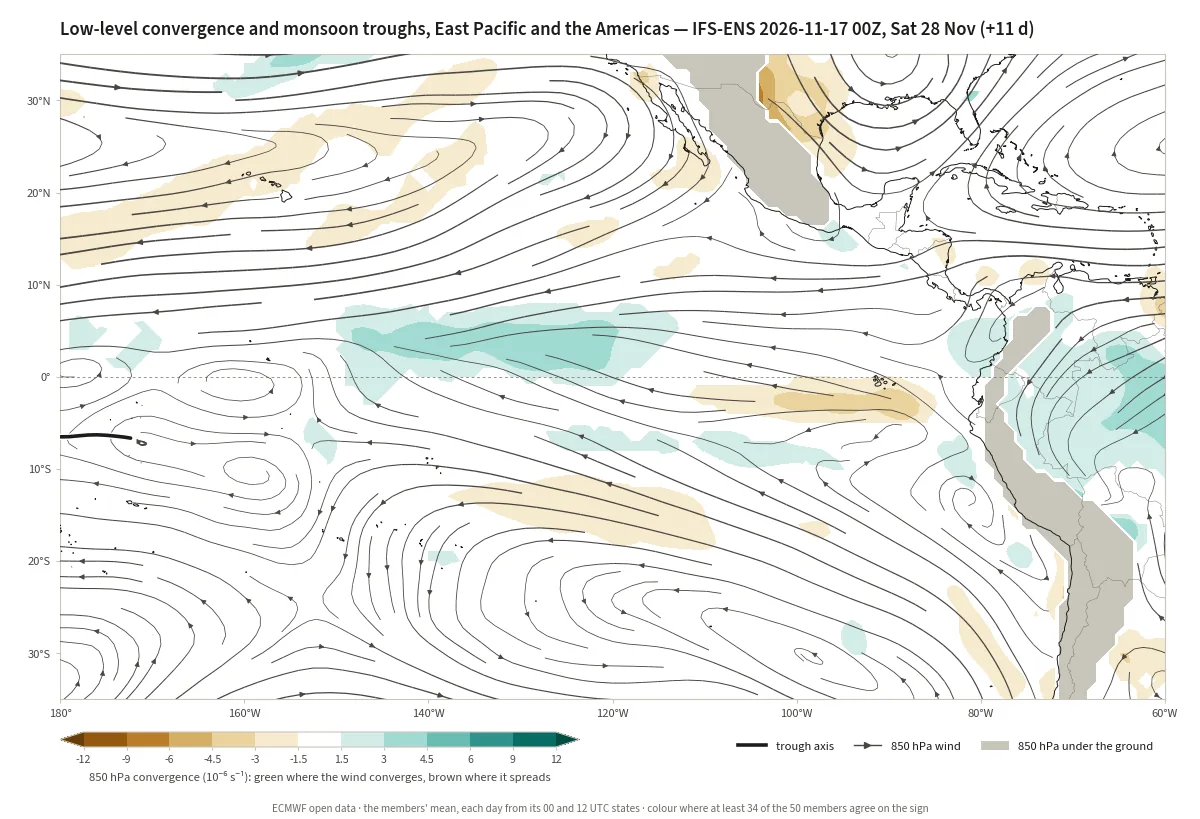 Low-level convergence and monsoon troughs, East Pacific and the Americas — IFS-ENS 2026-11-17 00Z, Sat 28 Nov (+11 d)
30°N
20°N
10°N
0°
10°S
20°S
30°S
180° 160°W 140°W 120°W 100°W 80°W 60°W
-12 -9 -6 -4.5 -3 -1.5 1.5 3 4.5 6 9 12
850 hPa convergence (10⁻⁶ s⁻¹): green where the wind converges, brown where it spreads
trough axis 850 hPa wind 850 hPa under the ground
ECMWF open data · the members' mean, each day from its 00 and 12 UTC states · colour where at least 34 of the 50 members agree on the sign